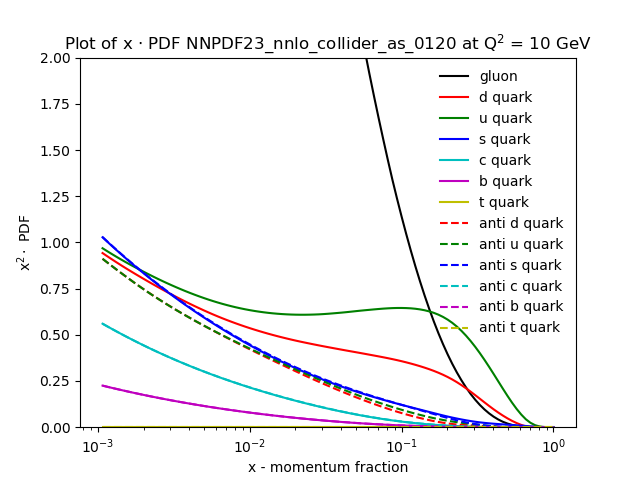 Plot of x · PDF NNPDF23_nnlo_collider_as_0120 at Q² = 10 GeV
2.00
1.75
1.50
1.25
1.00
0.75
0.50
0.25
0.00
x² · PDF
gluon
d quark
u quark
s quark
c quark
b quark
t quark
anti d quark
anti u quark
anti s quark
anti c quark
anti b quark
anti t quark
10⁻³ 10⁻² 10⁻¹ 10⁰
x - momentum fraction